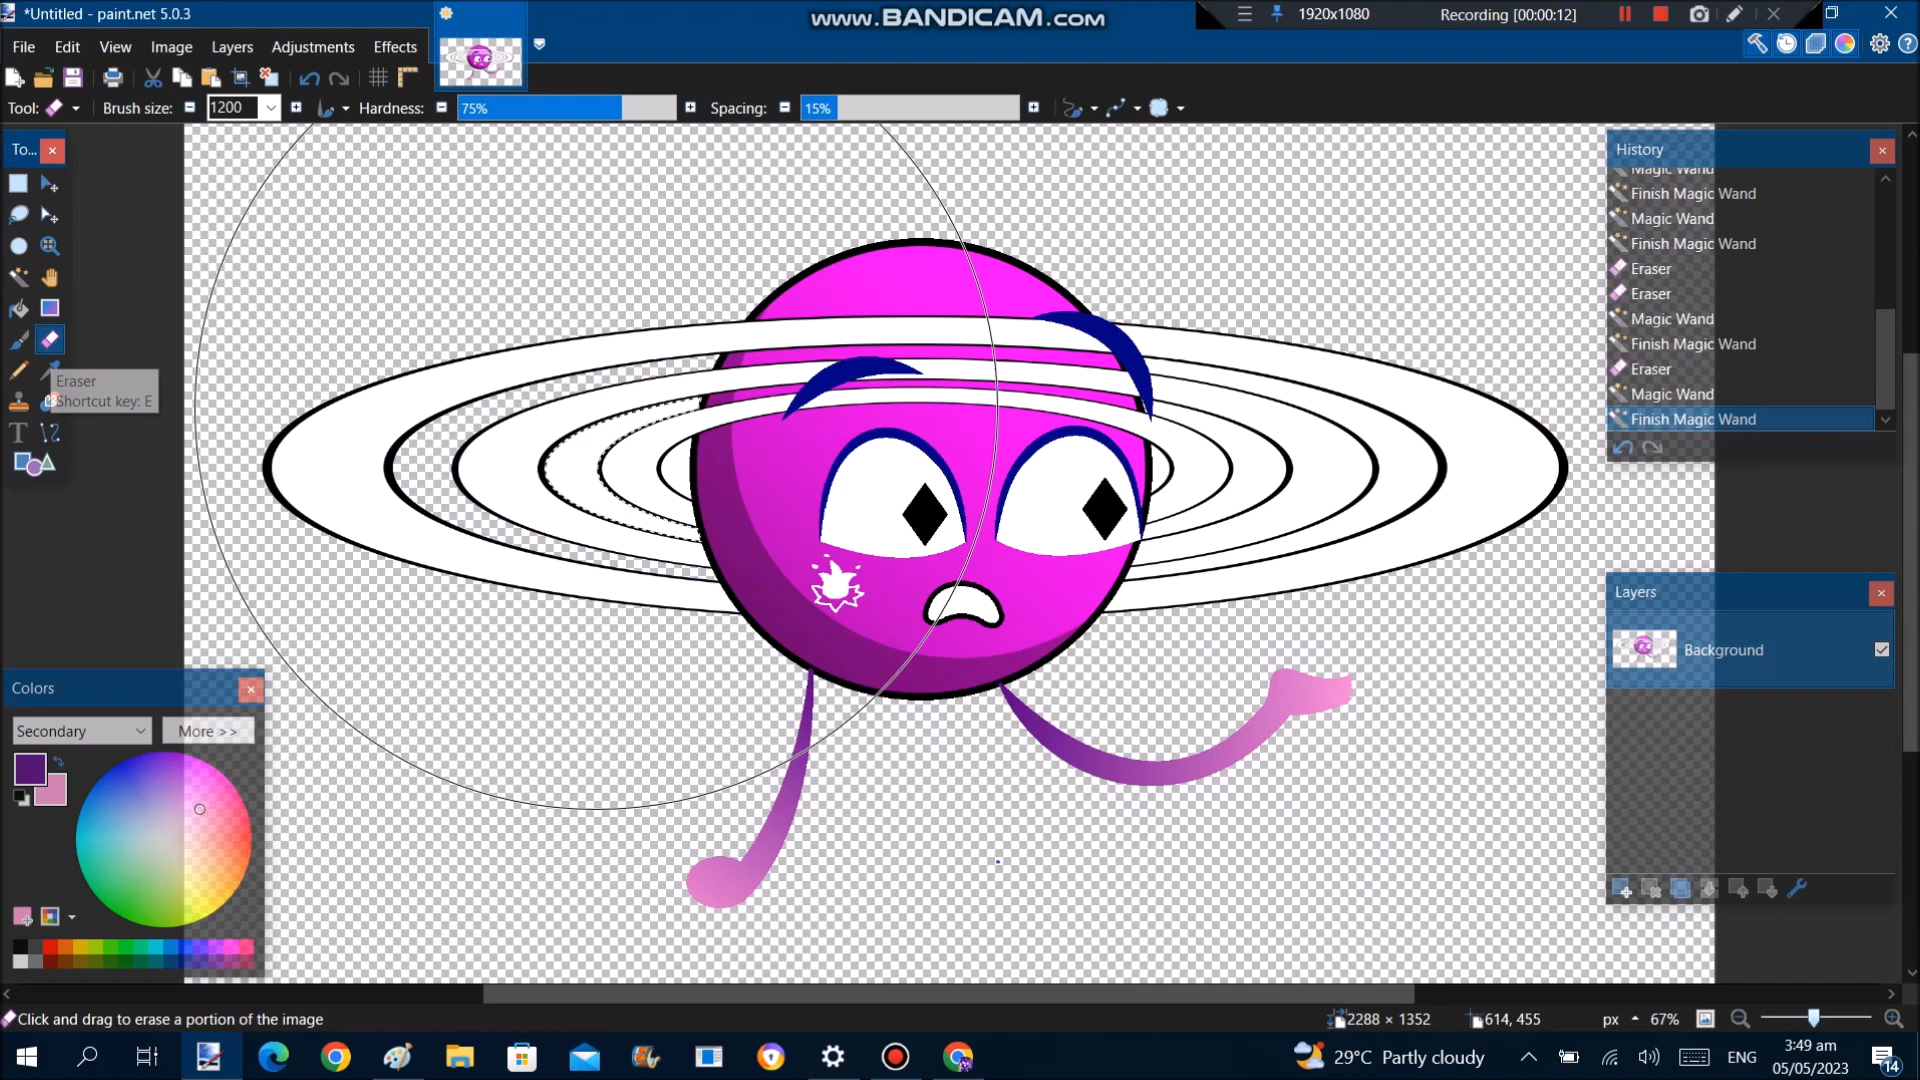 *Untitled - paint.net 5.0.3
www.BANDICAM.com
1920x1080
Recording [00:00:12]
File Edit View Image Layers Adjustments Effects
Tool: Brush size: 1200 Hardness: 75% Spacing: 15%
To...
History
Magic Wand
Finish Magic Wand
Magic Wand
Finish Magic Wand
Eraser
Eraser
Magic Wand
Finish Magic Wand
Eraser
Magic Wand
Finish Magic Wand
Eraser
Shortcut key: E
Layers
Background
Colors
Secondary
More >>
Click and drag to erase a portion of the image
2288 × 1352
614, 455
px
67%
29°C Partly cloudy
ENG
3:49 am
05/05/2023
14